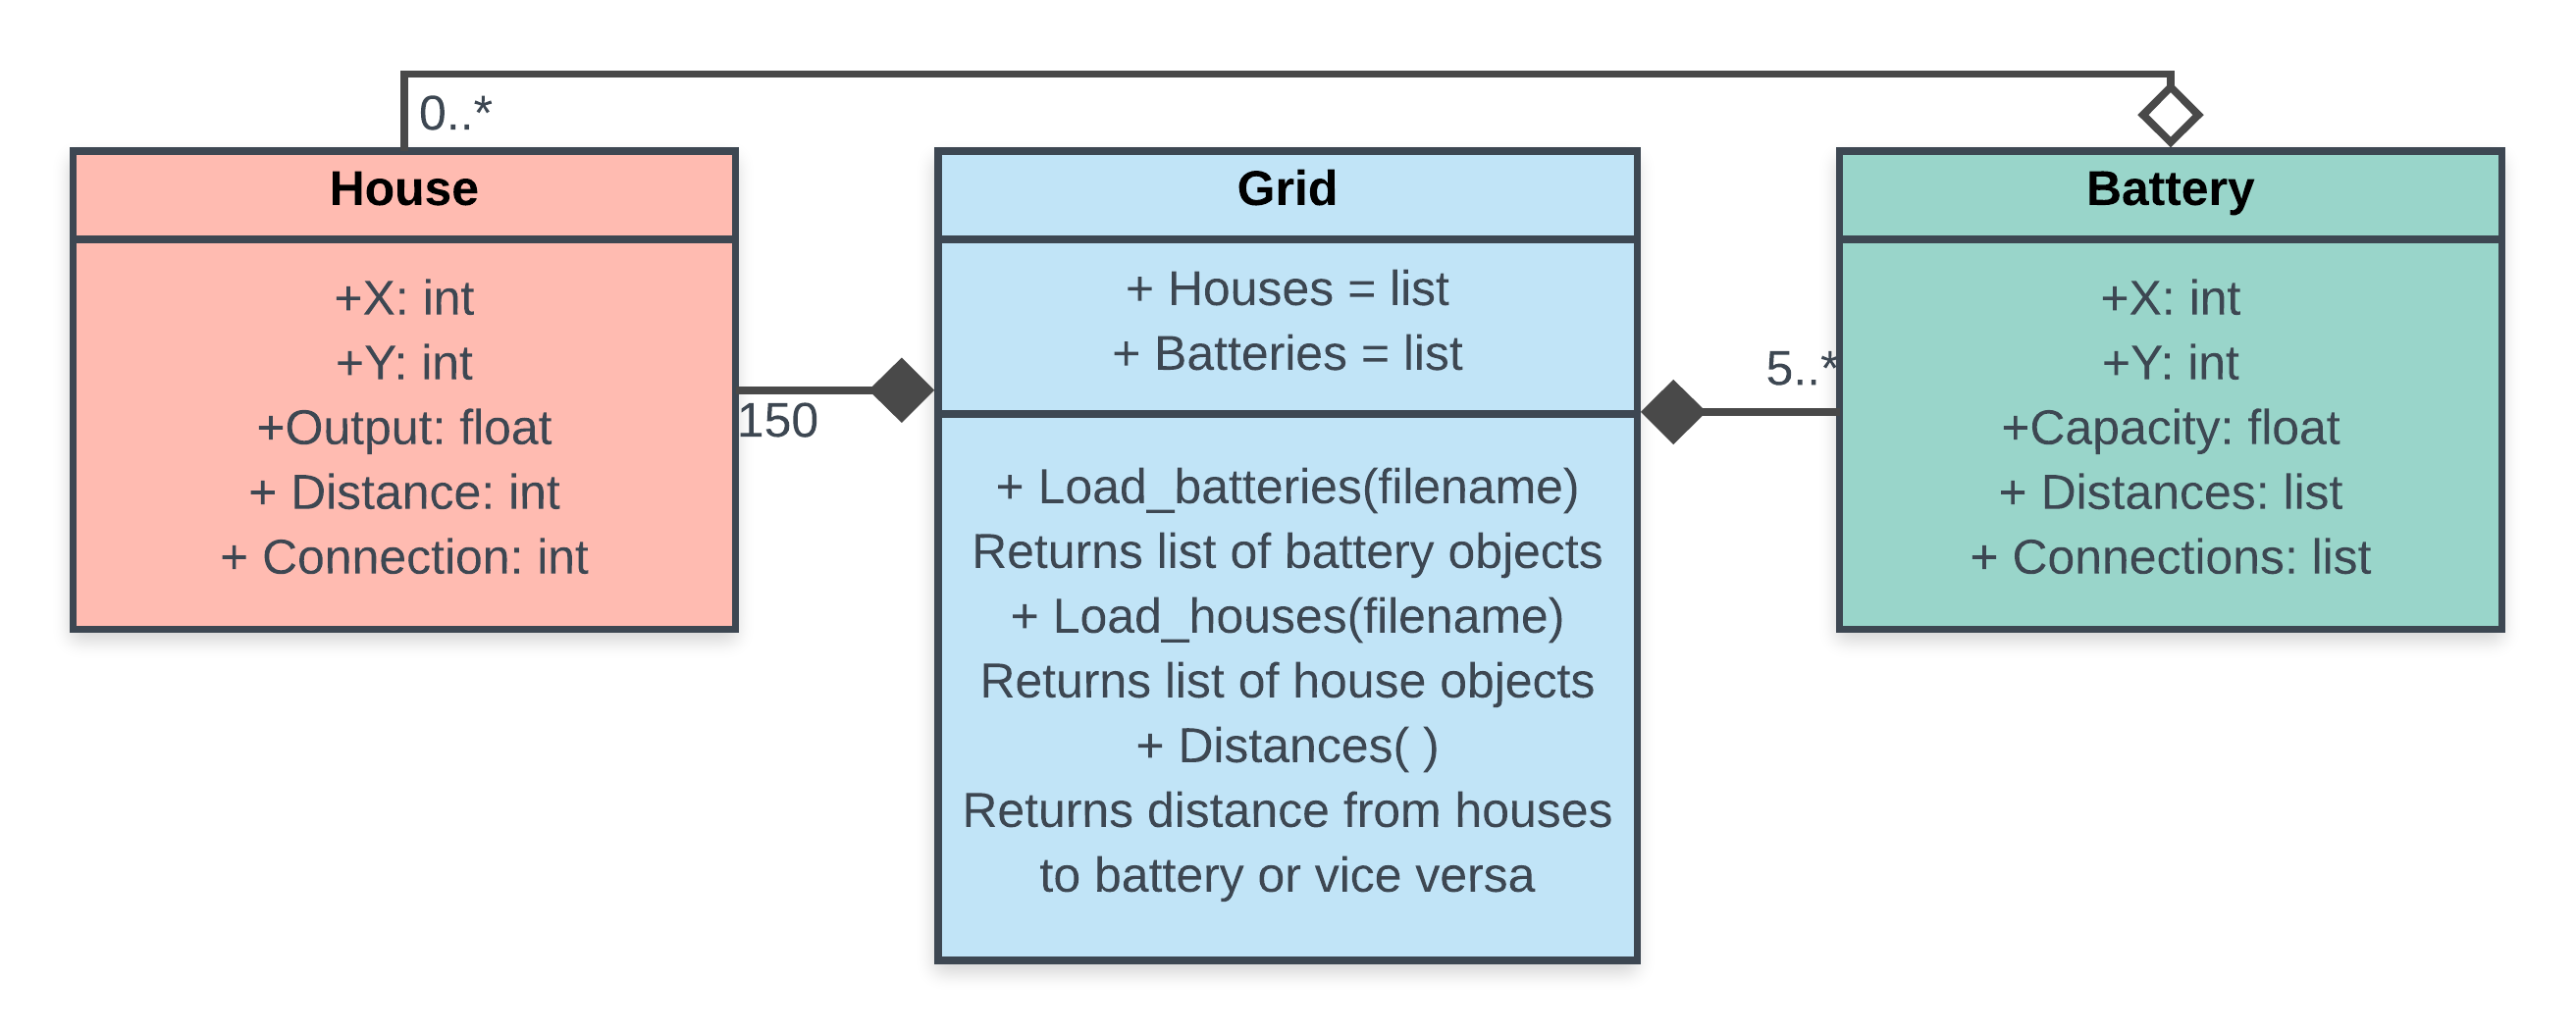 0..*
House
+X: int
+Y: int
+Output: float
+ Distance: int
+ Connection: int
150
Grid
+ Houses = list
+ Batteries = list
+ Load_batteries(filename)
Returns list of battery objects
+ Load_houses(filename)
Returns list of house objects
+ Distances( )
Returns distance from houses
to battery or vice versa
5..*
Battery
+X: int
+Y: int
+Capacity: float
+ Distances: list
+ Connections: list